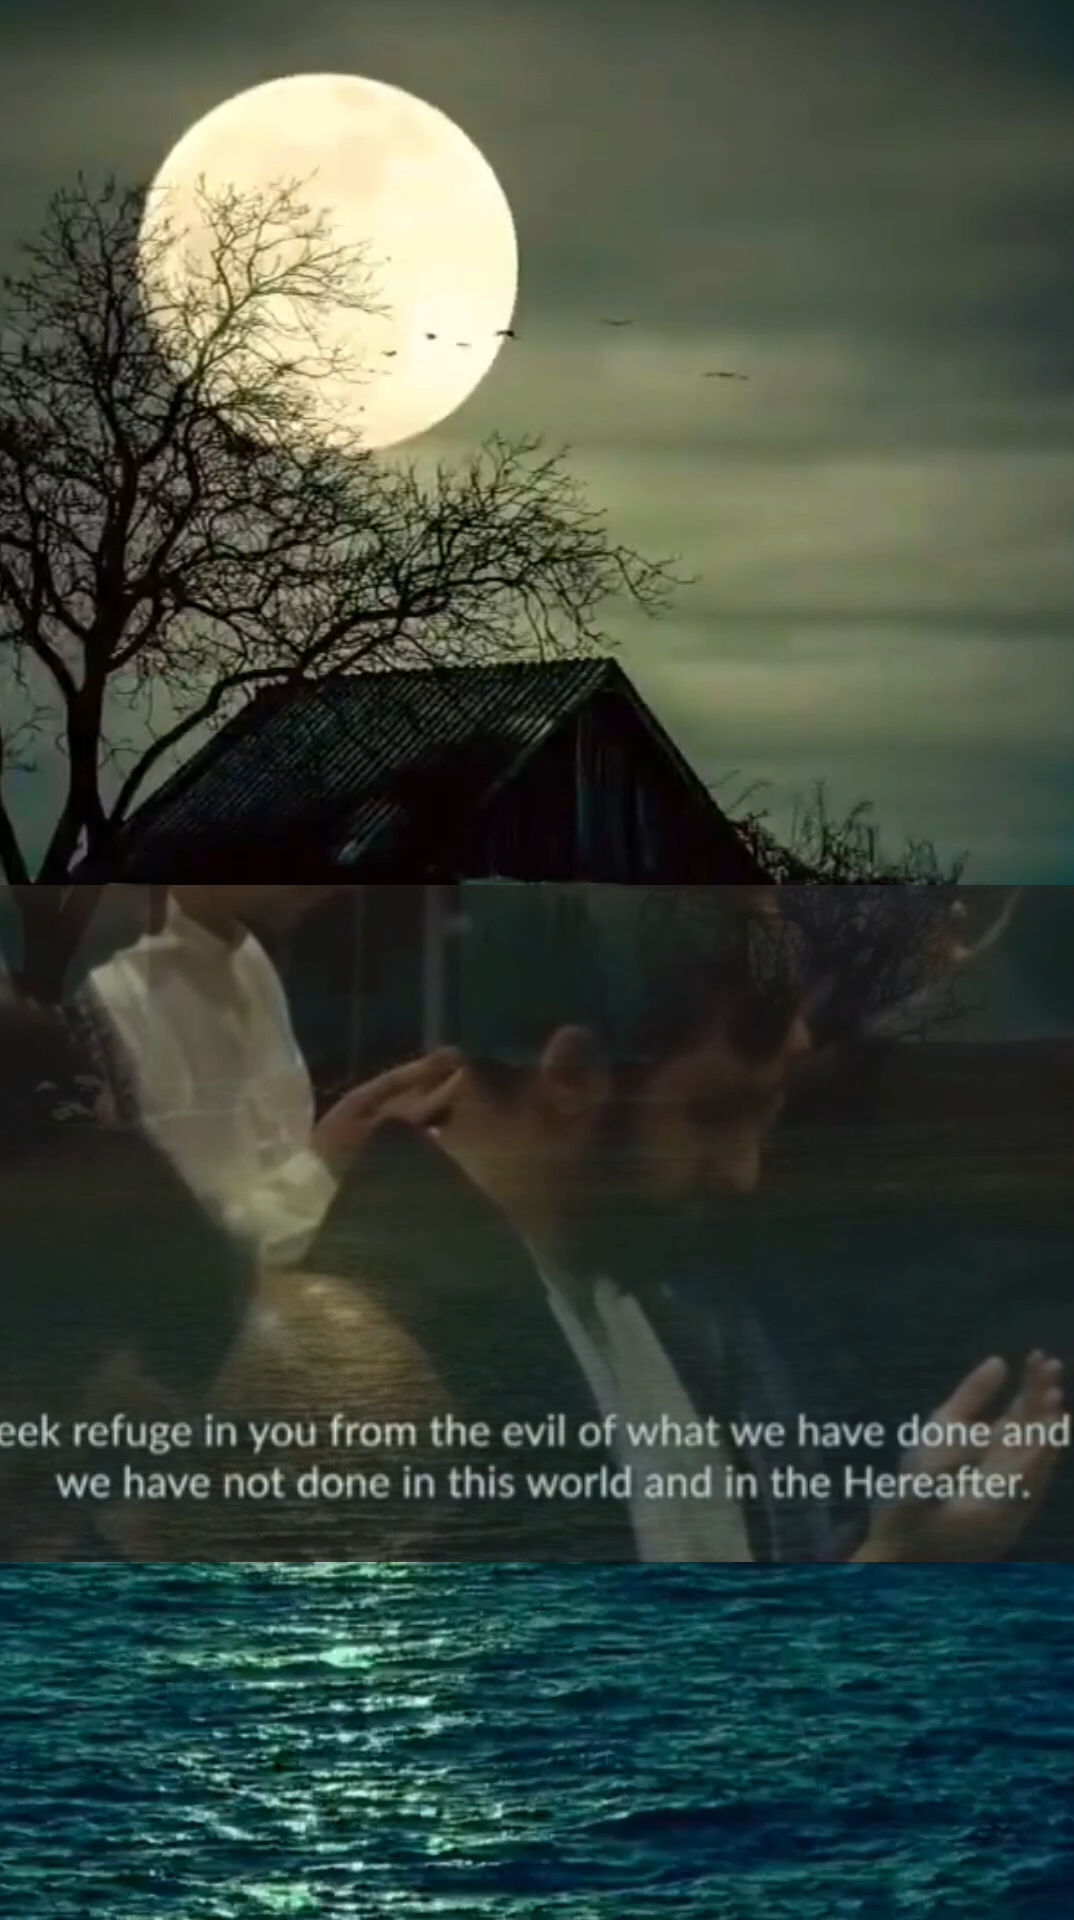 eek refuge in you from the evil of what we have done and
we have not done in this world and in the Hereafter.